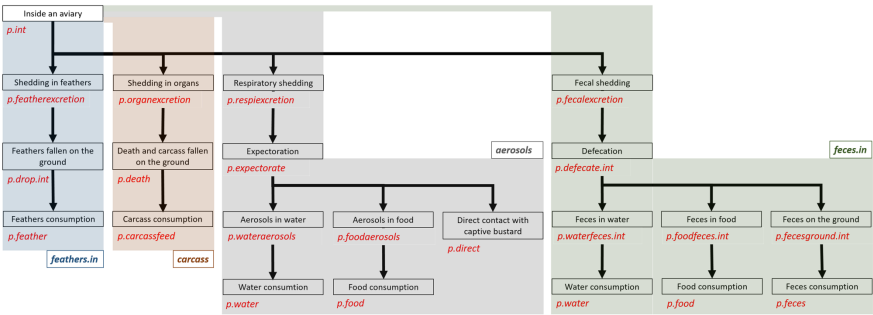 Inside an aviary
p.int
Shedding in feathers
p.featherexcretion
Shedding in organs
p.organexcretion
Respiratory shedding
p.respiexcretion
Fecal shedding
p.fecalexcretion
Feathers fallen on the
ground
p.drop.int
Death and carcass fallen
on the ground
p.death
Expectoration
p.expectorate
aerosols
Defecation
p.defecate.int
feces.in
Feathers consumption
p.feather
Carcass consumption
p.carcassfeed
Aerosols in water
p.wateraerosols
Aerosols in food
p.foodaerosols
Direct contact with
captive bustard
p.direct
Feces in water
p.waterfeces.int
Feces in food
p.foodfeces.int
Feces on the ground
p.fecesground.int
feathers.in
carcass
Water consumption
p.water
Food consumption
p.food
Water consumption
p.water
Food consumption
p.food
Feces consumption
p.feces